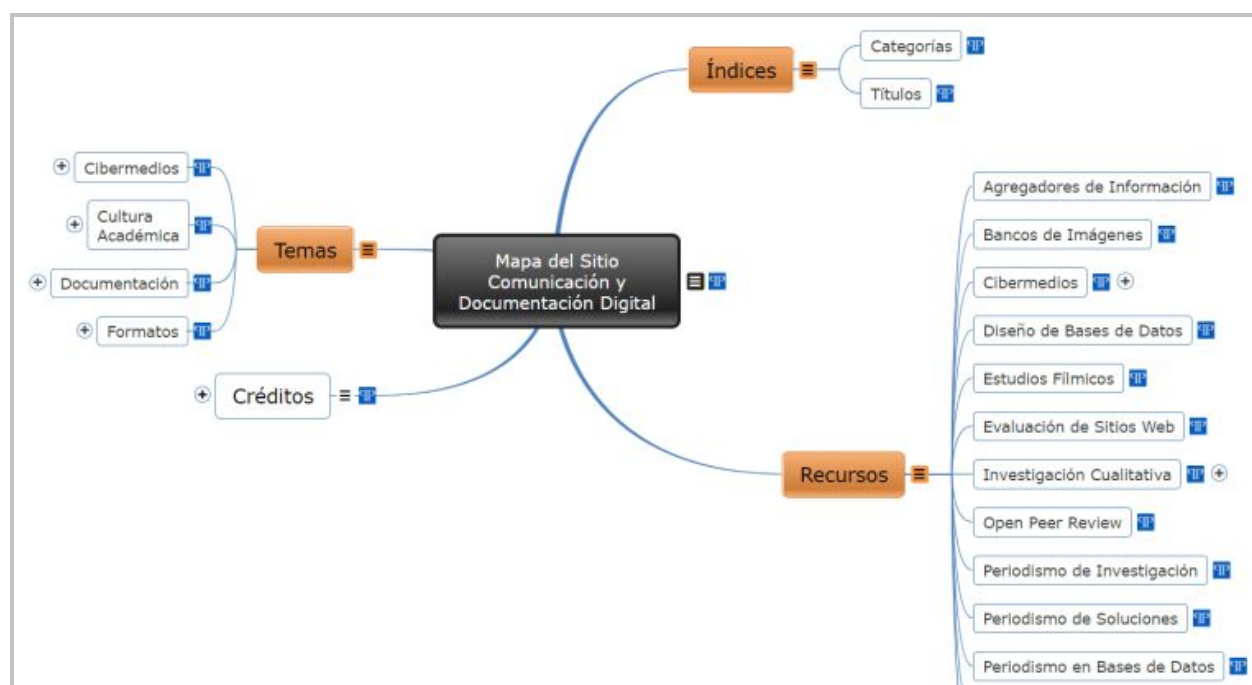 Índices
Categorías
Títulos
Cibermedios
Cultura
Académica
Documentación
Formatos
Temas
Mapa del Sitio
Comunicación y
Documentación Digital
Créditos
Recursos
Agregadores de Información
Bancos de Imágenes
Cibermedios
Diseño de Bases de Datos
Estudios Fílmicos
Evaluación de Sitios Web
Investigación Cualitativa
Open Peer Review
Periodismo de Investigación
Periodismo de Soluciones
Periodismo en Bases de Datos